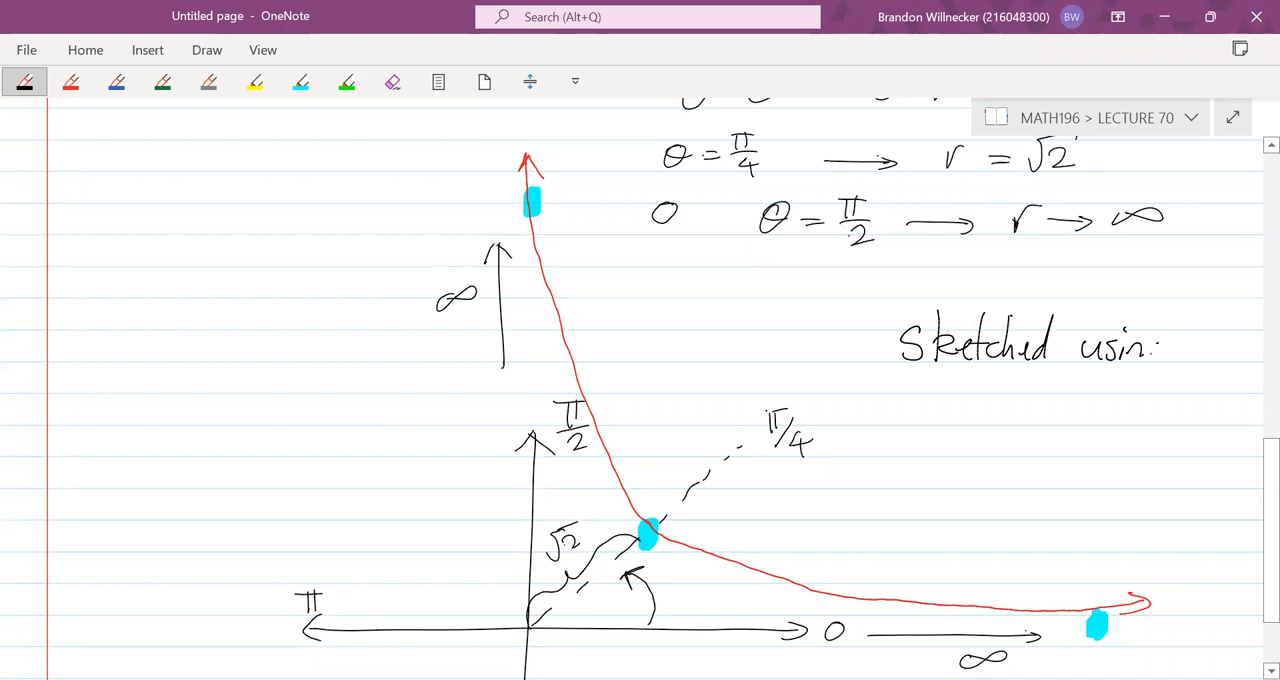 Untitled page - OneNote
Search (Alt+Q)
Brandon Willnecker (216048300)
BW
File Home Insert Draw View
MATH196 > LECTURE 70
θ = π/4 → r = √2
0 θ = π/2 → r → ∞
∞
Sketched usin:
π/2
π/4
√2
π
0
∞